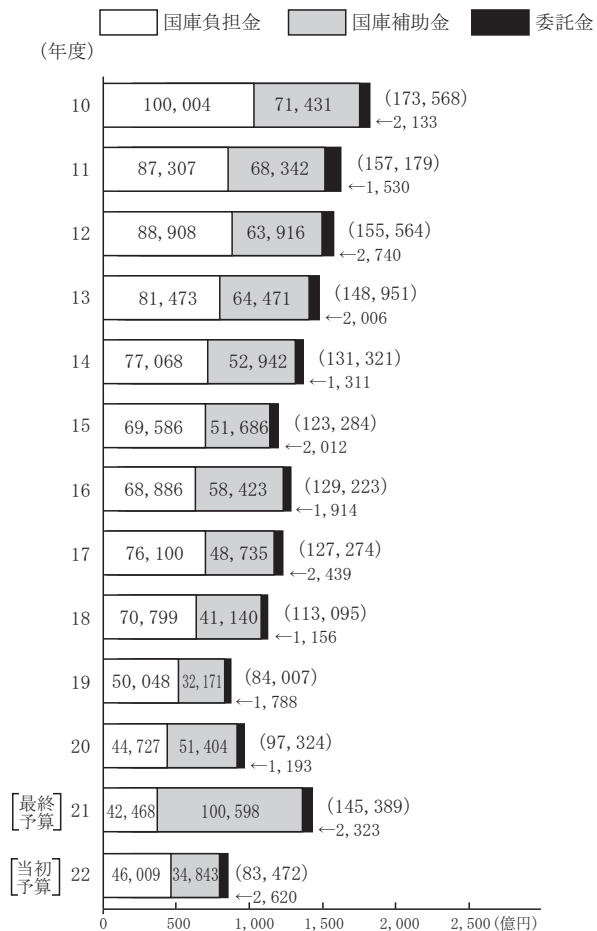 国庫負担金 国庫補助金 委託金
(年度)
10 100,004 71,431 (173,568)
←2,133
11 87,307 68,342 (157,179)
←1,530
12 88,908 63,916 (155,564)
←2,740
13 81,473 64,471 (148,951)
←2,006
14 77,068 52,942 (131,321)
←1,311
15 69,586 51,686 (123,284)
←2,012
16 68,886 58,423 (129,223)
←1,914
17 76,100 48,735 (127,274)
←2,439
18 70,799 41,140 (113,095)
←1,156
19 50,048 32,171 (84,007)
←1,788
20 44,727 51,404 (97,324)
←1,193
[最終予算] 21 42,468 100,598 (145,389)
←2,323
[当初予算] 22 46,009 34,843 (83,472)
←2,620
0 500 1,000 1,500 2,000 2,500(億円)